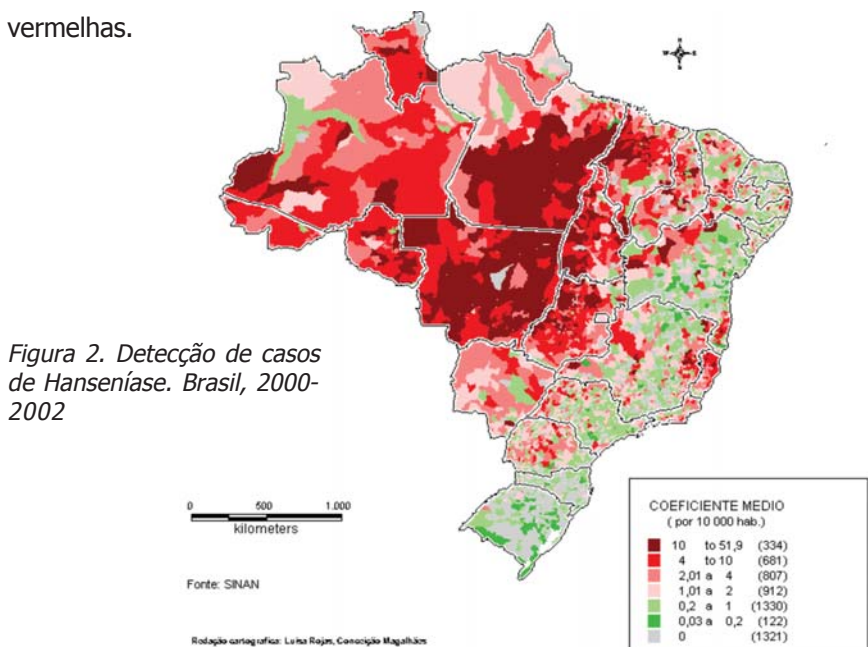 vermelhas.
Figura 2. Detecção de casos
de Hanseníase. Brasil, 2000-
2002
N
W E
S
0 500 1.000
kilometers
Fonte: SINAN
Redação cartografica: Luisa Rojas, Conceição Magalhães
COEFICIENTE MEDIO
( por 10 000 hab.)
10 to 51,9 (334)
4 to 10 (681)
2,01 a 4 (807)
1,01 a 2 (912)
0,2 a 1 (1330)
0,03 a 0,2 (122)
0 (1321)